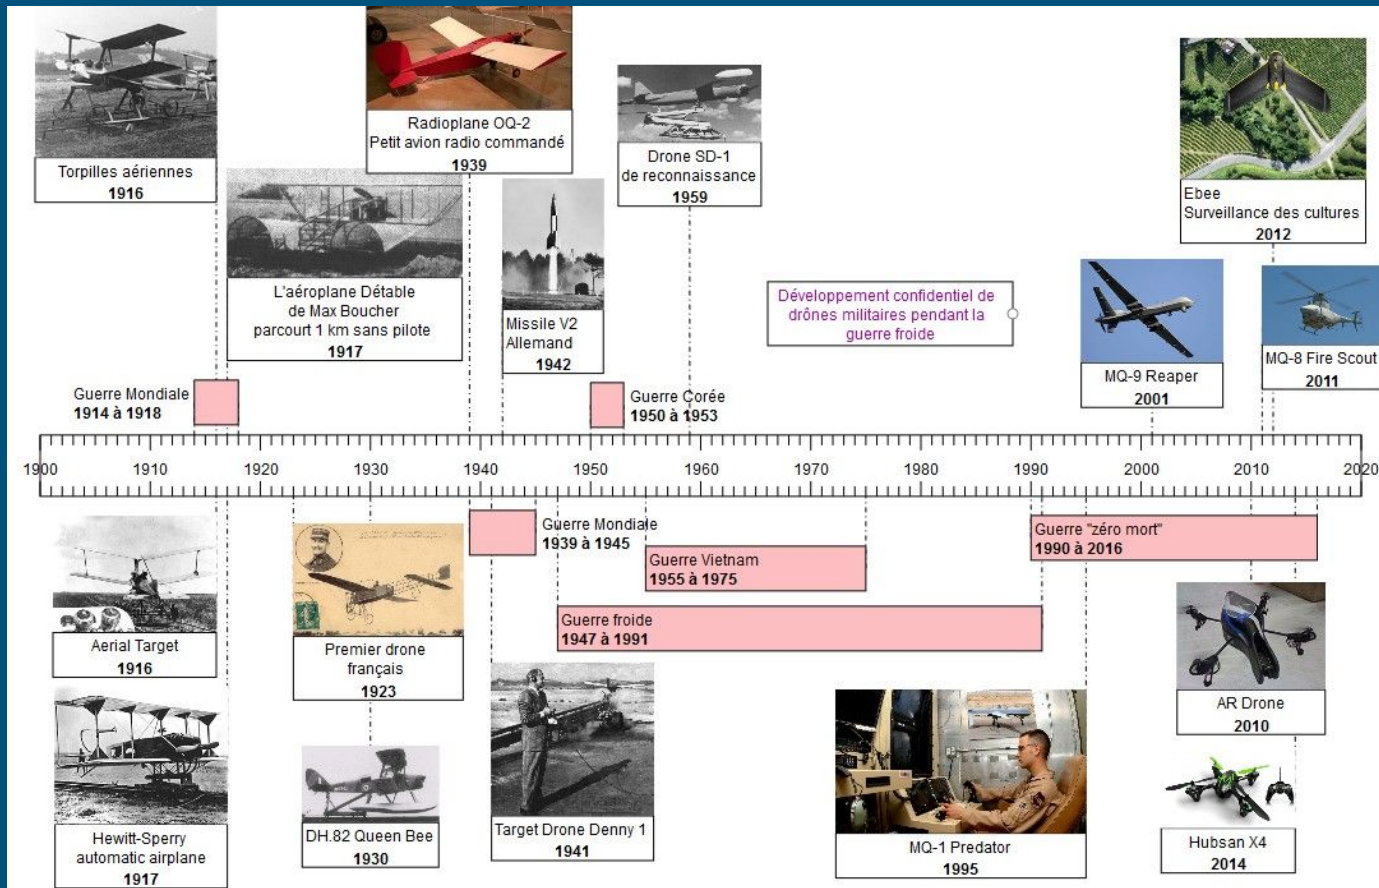 Torpilles aériennes
1916
Radioplane OQ-2
Petit avion radio commandé
1939
Drone SD-1
de reconnaissance
1959
Ebee
Surveillance des cultures
2012
L'aéroplane Détable
de Max Boucher
parcourt 1 km sans pilote
1917
Missile V2
Allemand
1942
Développement confidentiel de
drônes militaires pendant la
guerre froide
MQ-9 Reaper
2001
MQ-8 Fire Scout
2011
Guerre Mondiale
1914 à 1918
Guerre Corée
1950 à 1953
1900 1910 1920 1930 1940 1950 1960 1970 1980 1990 2000 2010 2020
Guerre Mondiale
1939 à 1945
Guerre Vietnam
1955 à 1975
Guerre froide
1947 à 1991
Guerre "zéro mort"
1990 à 2016
Aerial Target
1916
Premier drone
français
1923
Hewitt-Sperry
automatic airplane
1917
DH.82 Queen Bee
1930
Target Drone Denny 1
1941
MQ-1 Predator
1995
AR Drone
2010
Hubsan X4
2014